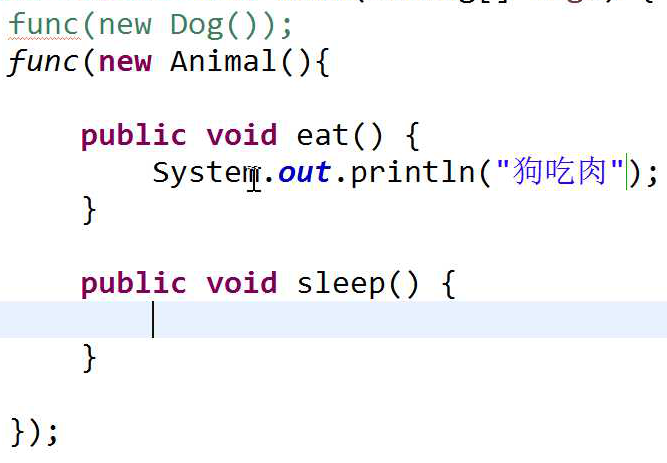 func(new Dog());
func(new Animal(){
public void eat() {
System.out.println("狗吃肉");
}
public void sleep() {
}
});